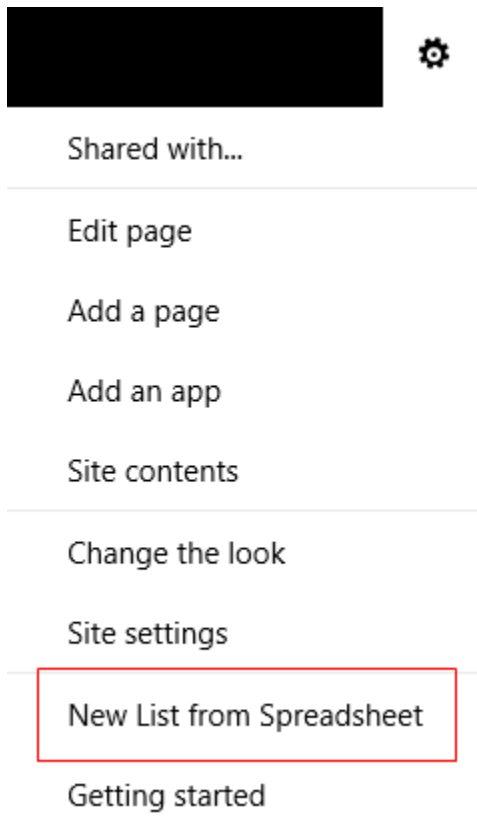 Shared with...
Edit page
Add a page
Add an app
Site contents
Change the look
Site settings
New List from Spreadsheet
Getting started